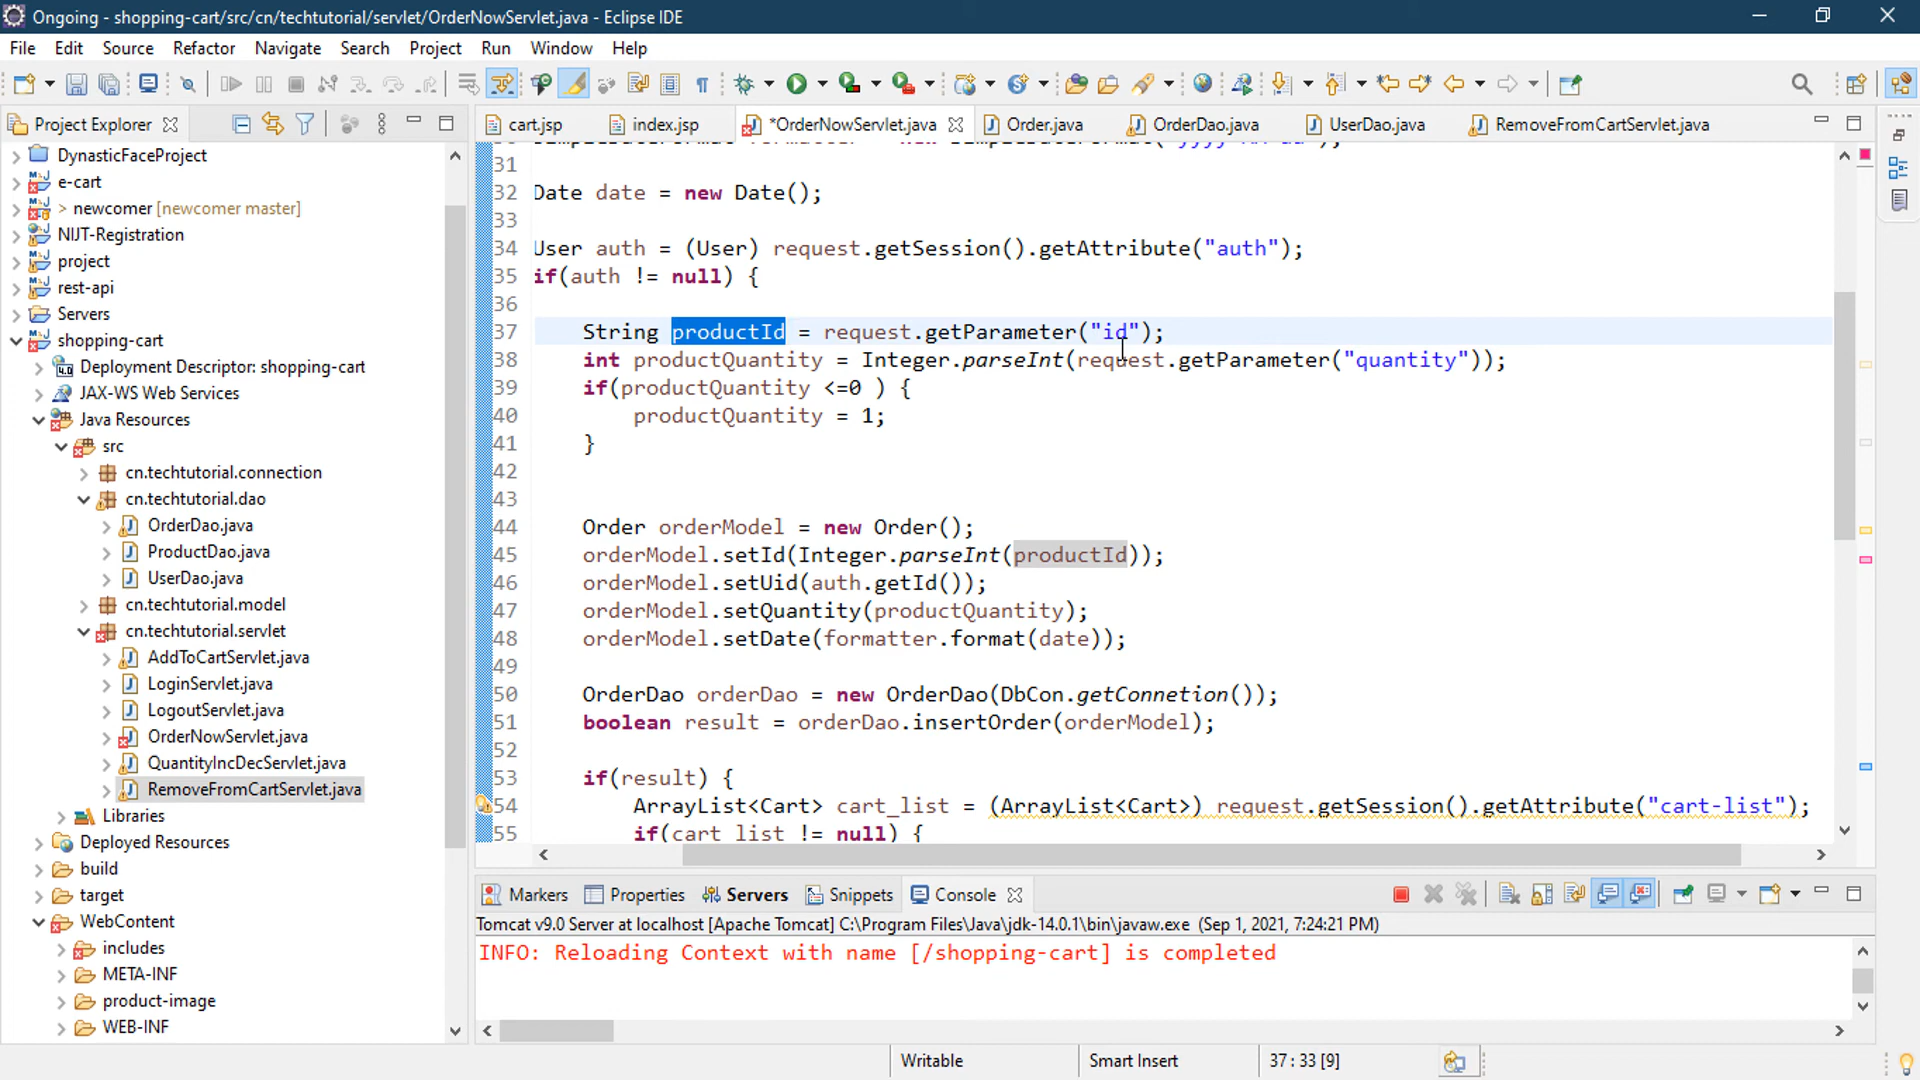 Ongoing - shopping-cart/src/cn/techtutorial/servlet/OrderNowServlet.java - Eclipse IDE
File Edit Source Refactor Navigate Search Project Run Window Help
Project Explorer
cart.jsp index.jsp *OrderNowServlet.java Order.java OrderDao.java UserDao.java RemoveFromCartServlet.java
DynasticFaceProject
e-cart
> newcomer [newcomer master]
NIJT-Registration
project
rest-api
Servers
shopping-cart
Deployment Descriptor: shopping-cart
JAX-WS Web Services
Java Resources
src
cn.techtutorial.connection
cn.techtutorial.dao
OrderDao.java
ProductDao.java
UserDao.java
cn.techtutorial.model
cn.techtutorial.servlet
AddToCartServlet.java
LoginServlet.java
LogoutServlet.java
OrderNowServlet.java
QuantityIncDecServlet.java
RemoveFromCartServlet.java
Libraries
Deployed Resources
build
target
WebContent
includes
META-INF
product-image
WEB-INF
31
32 Date date = new Date();
33
34 User auth = (User) request.getSession().getAttribute("auth");
35 if(auth != null) {
36
37 String productId = request.getParameter("id");
38 int productQuantity = Integer.parseInt(request.getParameter("quantity"));
39 if(productQuantity <=0 ) {
40 productQuantity = 1;
41 }
42
43
44 Order orderModel = new Order();
45 orderModel.setId(Integer.parseInt(productId));
46 orderModel.setUid(auth.getId());
47 orderModel.setQuantity(productQuantity);
48 orderModel.setDate(formatter.format(date));
49
50 OrderDao orderDao = new OrderDao(DbCon.getConnetion());
51 boolean result = orderDao.insertOrder(orderModel);
52
53 if(result) {
54 ArrayList<Cart> cart_list = (ArrayList<Cart>) request.getSession().getAttribute("cart-list");
55 if(cart_list != null) {
Markers Properties Servers Snippets Console
Tomcat v9.0 Server at localhost [Apache Tomcat] C:\Program Files\Java\jdk-14.0.1\bin\javaw.exe (Sep 1, 2021, 7:24:21 PM)
INFO: Reloading Context with name [/shopping-cart] is completed
Writable Smart Insert 37 : 33 [9]